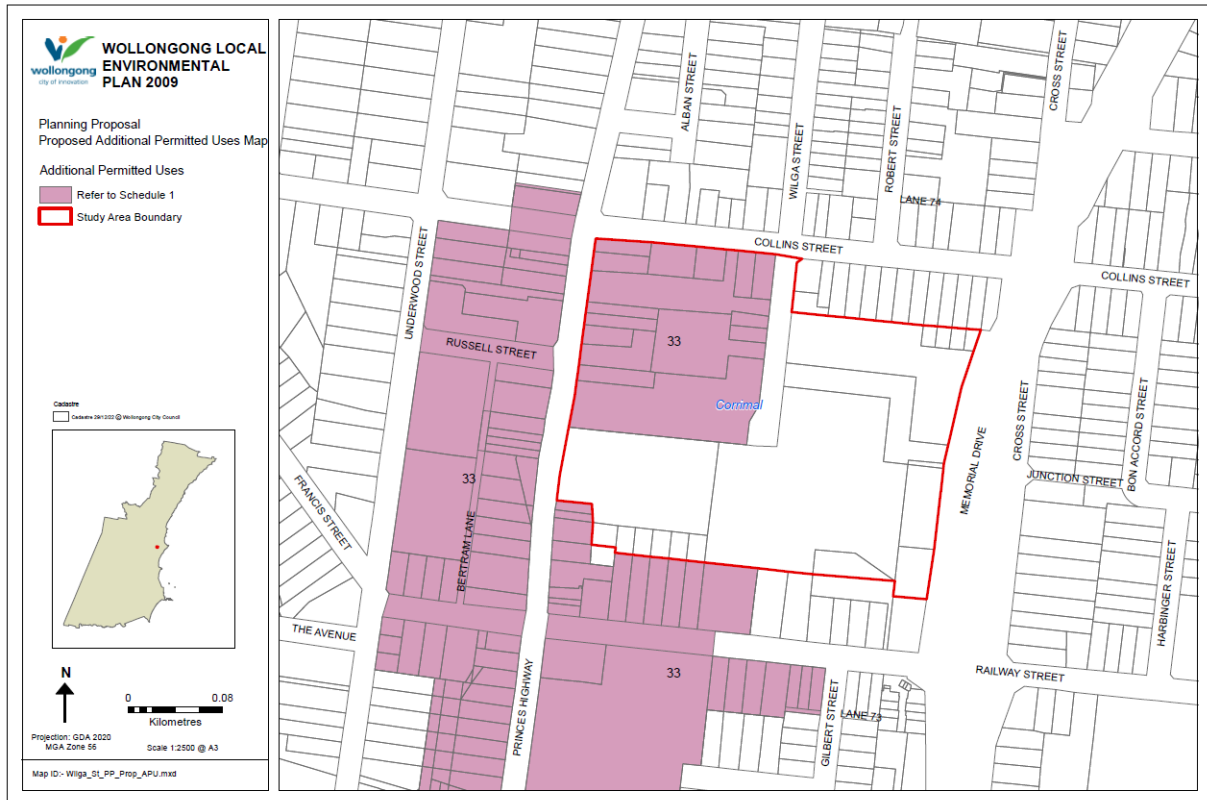 wollongong
city of innovation
WOLLONGONG LOCAL
ENVIRONMENTAL
PLAN 2009
Planning Proposal
Proposed Additional Permitted Uses Map
Additional Permitted Uses
Refer to Schedule 1
Study Area Boundary
Cadastre
Cadastre 29/12/22 © Wollongong City Council
N
0 0.08
Kilometres
Projection: GDA 2020
MGA Zone 56
Scale 1:2500 @ A3
Map ID:- Wilga_St_PP_Prop_APU.mxd
ALBAN STREET
WILGA STREET
ROBERT STREET
CROSS STREET
LANE 74
COLLINS STREET
COLLINS STREET
UNDERWOOD STREET
RUSSELL STREET
33
Corrimal
33
FRANCIS STREET
BERTRAM LANE
MEMORIAL DRIVE
CROSS STREET
JUNCTION STREET
BON ACCORD STREET
HARBINGER STREET
THE AVENUE
PRINCES HIGHWAY
33
RAILWAY STREET
GILBERT STREET
LANE 73